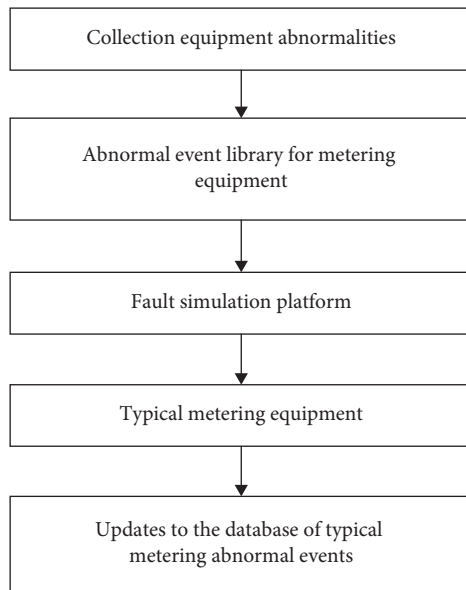 Collection equipment abnormalities
Abnormal event library for metering
equipment
Fault simulation platform
Typical metering equipment
Updates to the database of typical
metering abnormal events